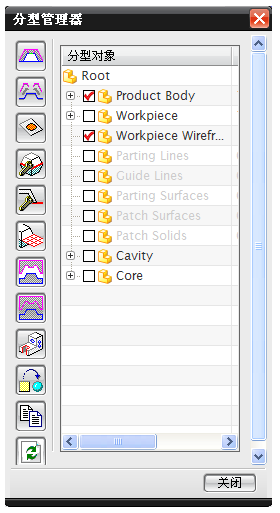 分型管理器
分型对象
Root
Product Body
Workpiece
Workpiece Wirefr...
Parting Lines
Guide Lines
Parting Surfaces
Patch Surfaces
Patch Solids
Cavity
Core
关闭